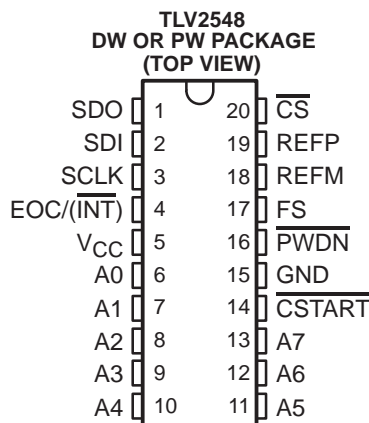 TLV2548
DW OR PW PACKAGE
(TOP VIEW)
SDO 1 20 CS
SDI 2 19 REFP
SCLK 3 18 REFM
EOC/(INT) 4 17 FS
VCC 5 16 PWDN
A0 6 15 GND
A1 7 14 CSTART
A2 8 13 A7
A3 9 12 A6
A4 10 11 A5